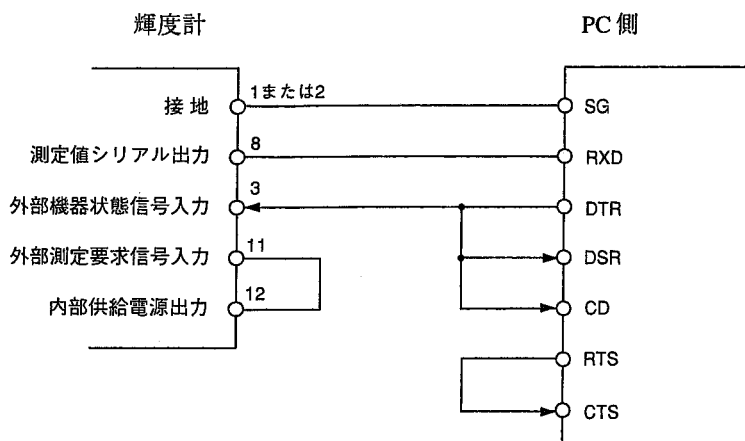 輝度計
PC 側
接地
1または2
SG
測定値シリアル出力
8
RXD
外部機器状態信号入力
3
DTR
外部測定要求信号入力
11
DSR
内部供給電源出力
12
CD
RTS
CTS